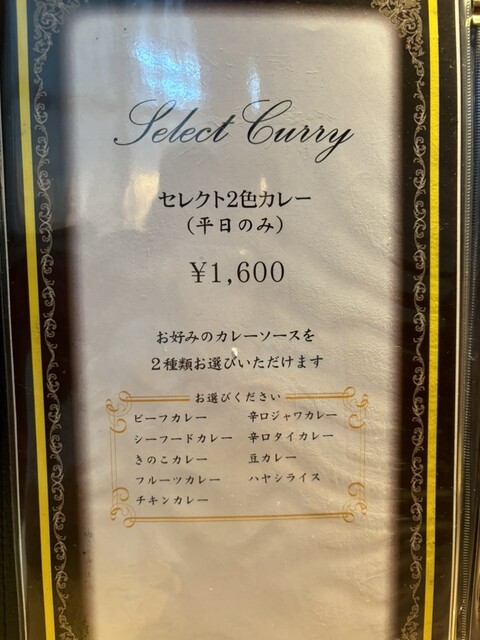 Select Curry
セレクト2色カレー
(平日のみ)
¥1,600
お好みのカレーソースを
2種類お選びいただけます
お選びください
ビーフカレー 辛口ジャワカレー
シーフードカレー 辛口タイカレー
きのこカレー 豆カレー
フルーツカレー ハヤシライス
チキンカレー